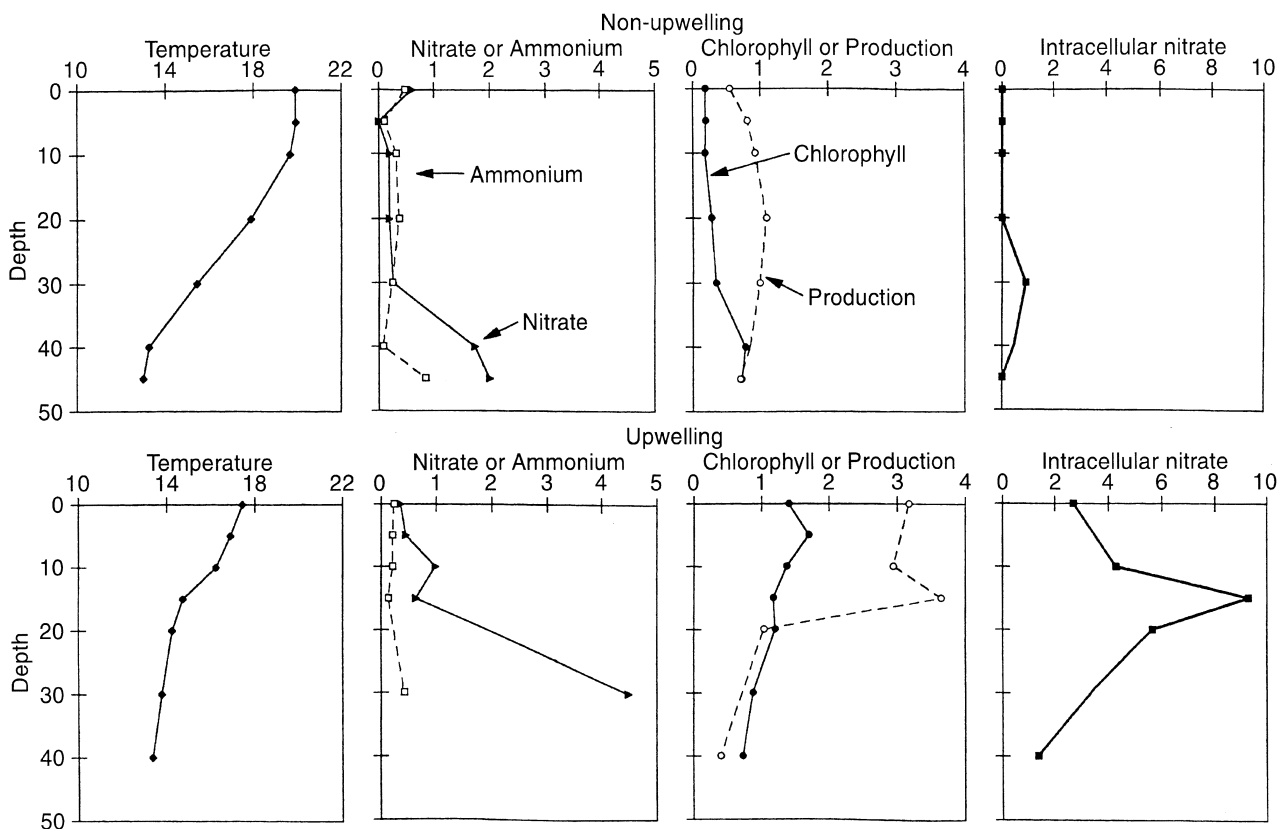 Non-upwelling
Temperature Nitrate or Ammonium Chlorophyll or Production Intracellular nitrate
10 14 18 22 0 1 2 3 4 5 0 1 2 3 4 0 2 4 6 8 10
0
10
Chlorophyll
Ammonium
20
Depth
30
Production
Nitrate
40
50
Upwelling
Temperature Nitrate or Ammonium Chlorophyll or Production Intracellular nitrate
10 14 18 22 0 1 2 3 4 5 0 1 2 3 4 0 2 4 6 8 10
0
10
20
Depth
30
40
50